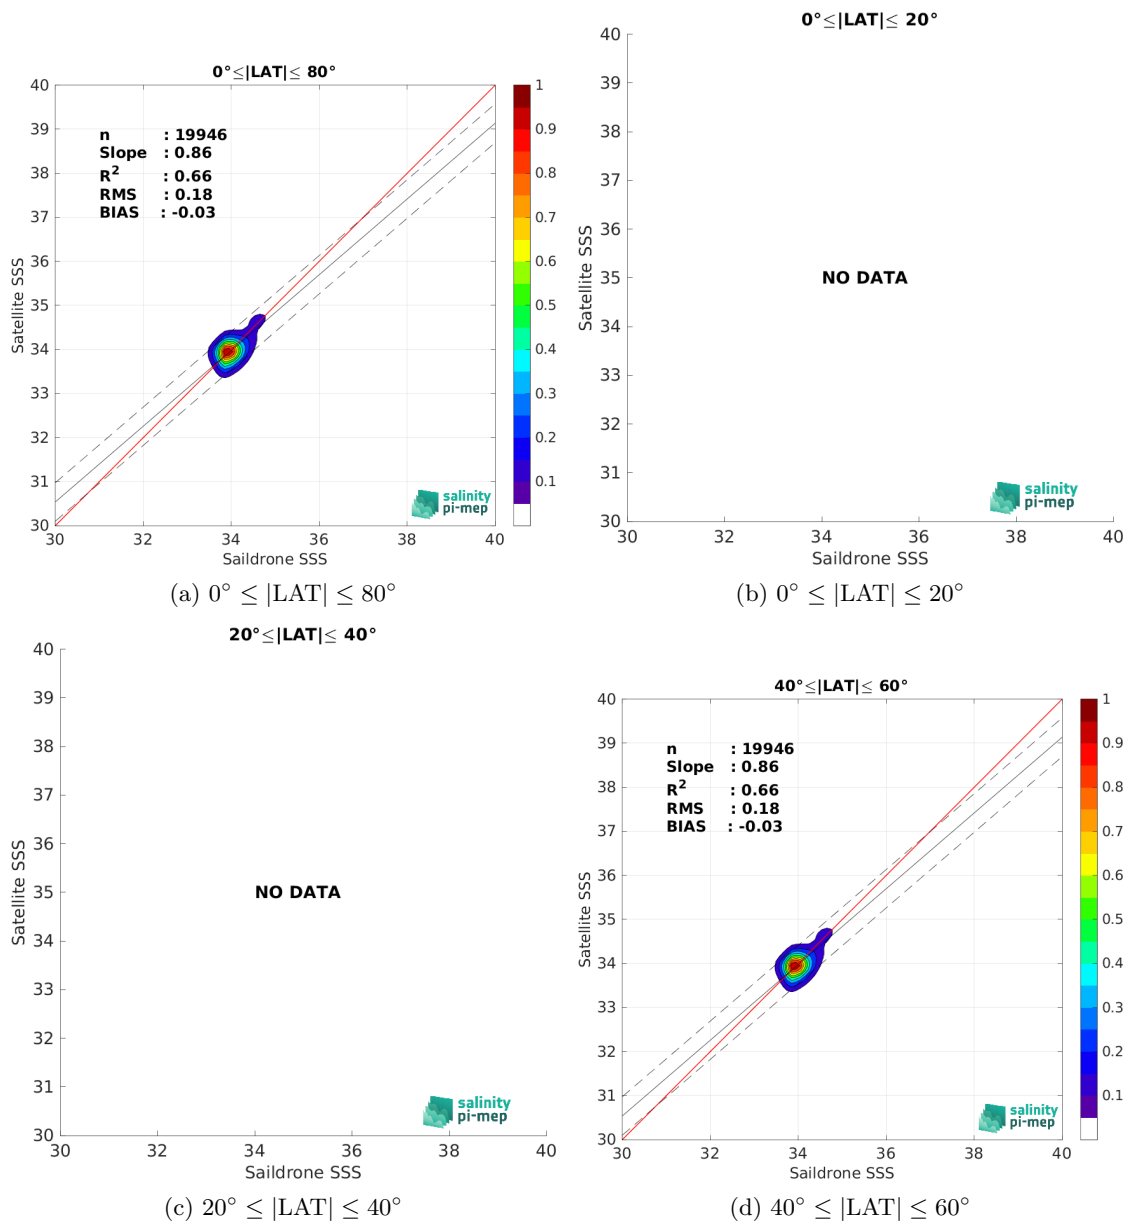 0°≤|LAT|≤ 80°
40
39
38
37
36
35
34
33
32
31
30
Satellite SSS
n : 19946
Slope : 0.86
R² : 0.66
RMS : 0.18
BIAS : -0.03
salinity
pi-mep
30 32 34 36 38 40
Saildrone SSS
1
0.9
0.8
0.7
0.6
0.5
0.4
0.3
0.2
0.1
(a) 0° ≤ |LAT| ≤ 80°
0°≤|LAT|≤ 20°
40
39
38
37
36
35
34
33
32
31
30
Satellite SSS
NO DATA
salinity
pi-mep
30 32 34 36 38 40
Saildrone SSS
(b) 0° ≤ |LAT| ≤ 20°
20°≤|LAT|≤ 40°
40
39
38
37
36
35
34
33
32
31
30
Satellite SSS
NO DATA
salinity
pi-mep
30 32 34 36 38 40
Saildrone SSS
(c) 20° ≤ |LAT| ≤ 40°
40°≤|LAT|≤ 60°
40
39
38
37
36
35
34
33
32
31
30
Satellite SSS
n : 19946
Slope : 0.86
R² : 0.66
RMS : 0.18
BIAS : -0.03
salinity
pi-mep
30 32 34 36 38 40
Saildrone SSS
1
0.9
0.8
0.7
0.6
0.5
0.4
0.3
0.2
0.1
(d) 40° ≤ |LAT| ≤ 60°